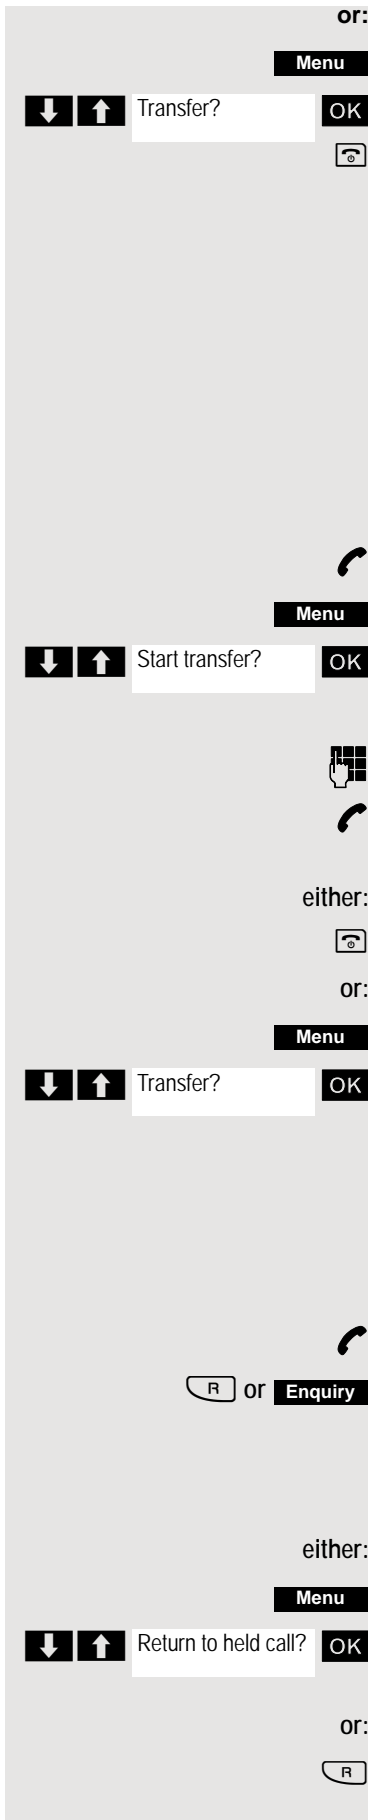 or:
Menu
Transfer? OK
Menu
Start transfer? OK
either:
or:
Menu
Transfer? OK
R or Enquiry
either:
Menu
Return to held call? OK
or:
R